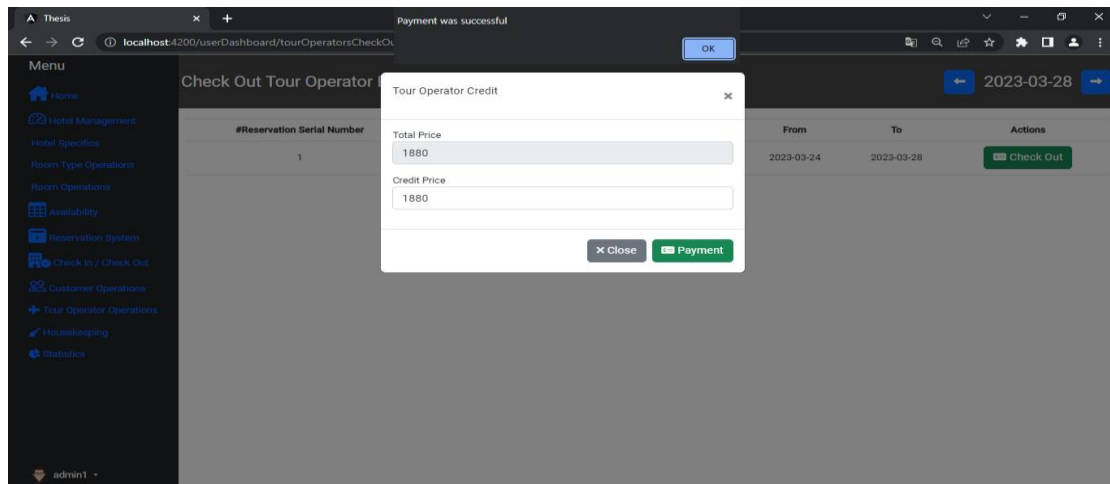 Thesis
Payment was successful
OK
localhost:4200/userDashboard/tourOperatorsCheckOu
Menu
Home
Hotel Management
Hotel Specifics
Room Type Operations
Room Operations
Availability
Reservation System
Check In / Check Out
Customer Operations
Tour Operator Operations
Housekeeping
Statistics
admin1
Check Out Tour Operator
2023-03-28
#Reservation Serial Number
From
To
Actions
1
2023-03-24
2023-03-28
Check Out
Tour Operator Credit
Total Price
1880
Credit Price
1880
Close
Payment